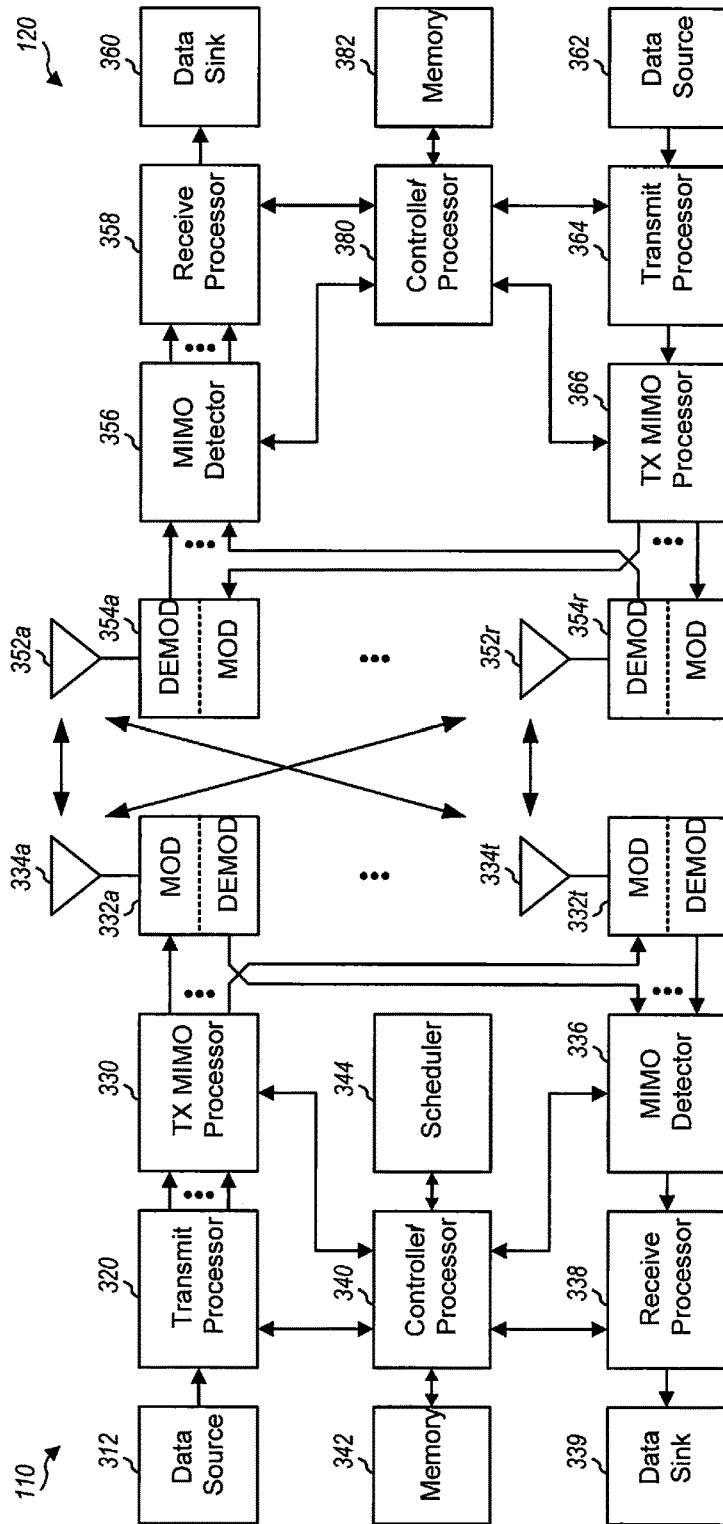 110
120
312
Data
Source
320
Transmit
Processor
330
TX MIMO
Processor
332a
MOD
DEMOD
334a
352a
354a
DEMOD
MOD
356
MIMO
Detector
358
Receive
Processor
360
Data
Sink
342
Memory
340
Controller/
Processor
344
Scheduler
380
Controller/
Processor
382
Memory
339
Data
Sink
338
Receive
Processor
336
MIMO
Detector
332t
MOD
DEMOD
334t
352r
354r
DEMOD
MOD
366
TX MIMO
Processor
364
Transmit
Processor
362
Data
Source